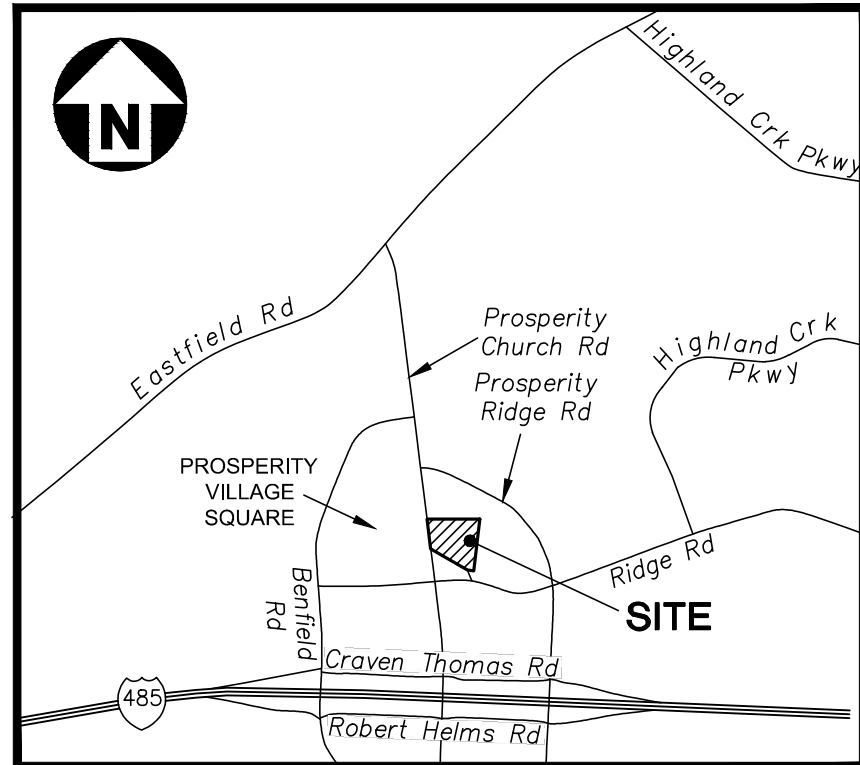 N
Highland Crk Pkwy
Eastfield Rd
Prosperity
Church Rd
Prosperity
Ridge Rd
Highland Crk
Pkwy
PROSPERITY
VILLAGE
SQUARE
Ridge Rd
Benfield
Rd
SITE
Craven Thomas Rd
485
Robert Helms Rd